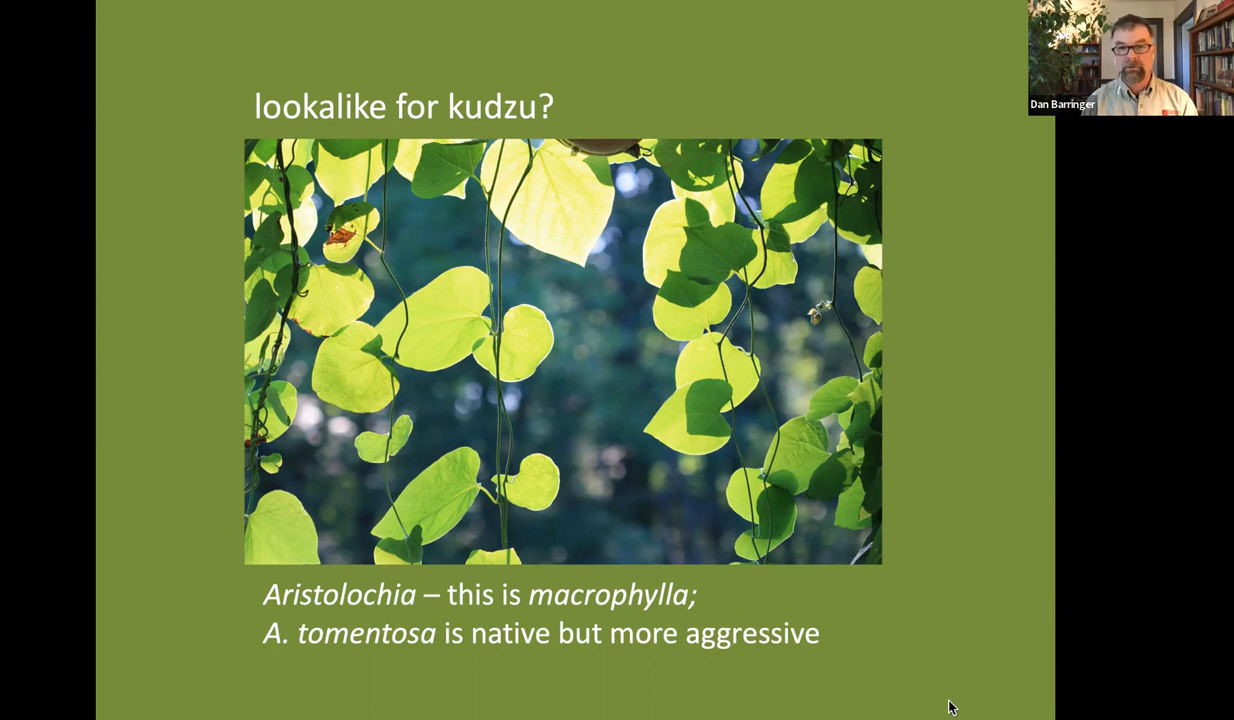 lookalike for kudzu?
Dan Barringer
Aristolochia – this is macrophylla;
A. tomentosa is native but more aggressive